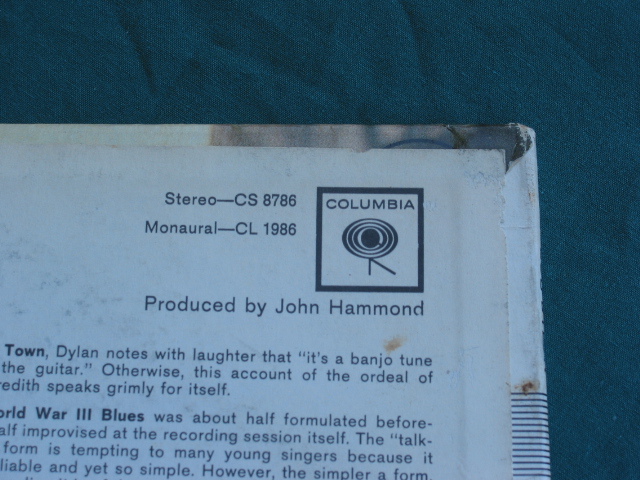 Stereo—CS 8786
Monaural—CL 1986
COLUMBIA
Produced by John Hammond
Town, Dylan notes with laughter that "it's a banjo tune
the guitar." Otherwise, this account of the ordeal of
edith speaks grimly for itself.
orld War III Blues was about half formulated before-
alf improvised at the recording session itself. The "talk-
form is tempting to many young singers because it
liable and yet so simple. However, the simpler a form,